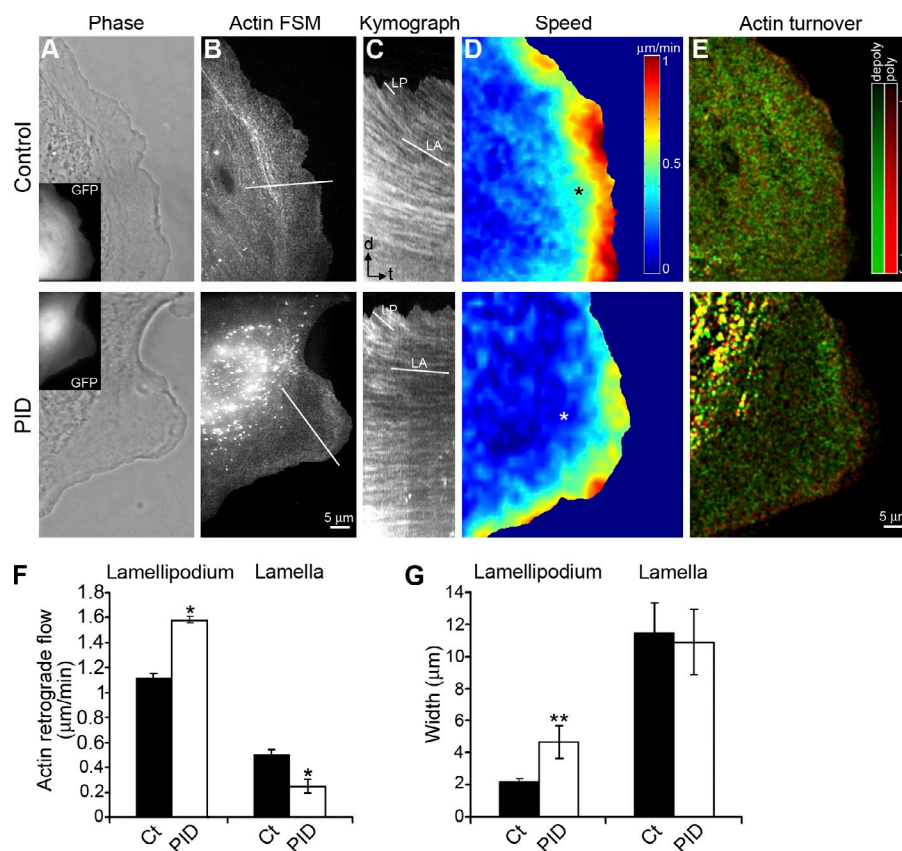 Phase
Actin FSM
Kymograph
Speed
Actin turnover
Control
A
GFP
B
C
LP
LA
d
t
D
*
μm/min
1
0.5
0
E
depoly
poly
PID
GFP
5 μm
LP
LA
*
5 μm
F
Lamellipodium
Lamella
Actin retrograde flow
(μm/min)
1.8
1.6
1.4
1.2
1
0.8
0.6
0.4
0.2
0
*
*
Ct
PID
Ct
PID
G
Lamellipodium
Lamella
Width (μm)
14
12
10
8
6
4
2
0
**
Ct
PID
Ct
PID